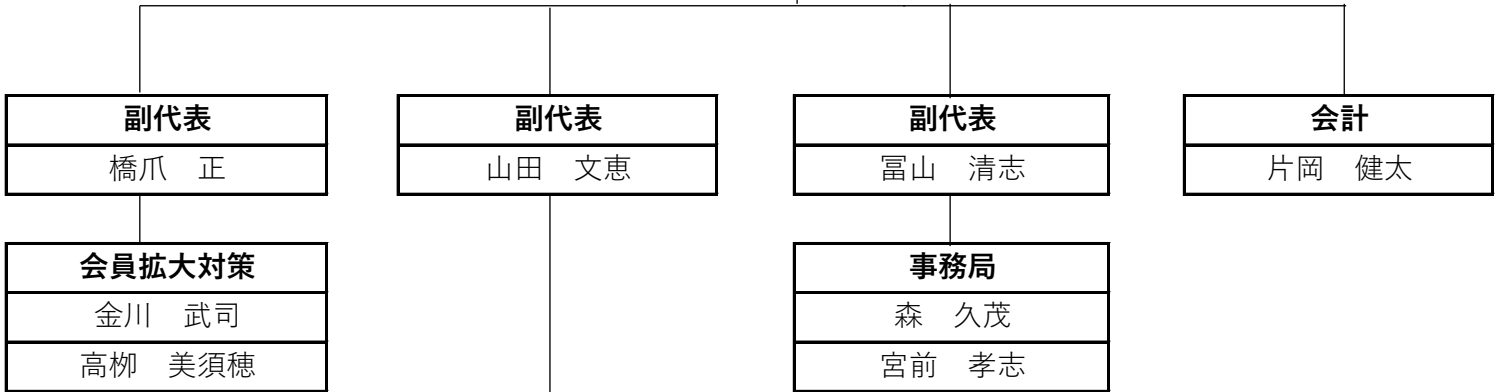 副代表
橋爪　正
副代表
山田　文恵
副代表
冨山　清志
会計
片岡　健太
会員拡大対策
金川　武司
高栁　美須穂
事務局
森　久茂
宮前　孝志